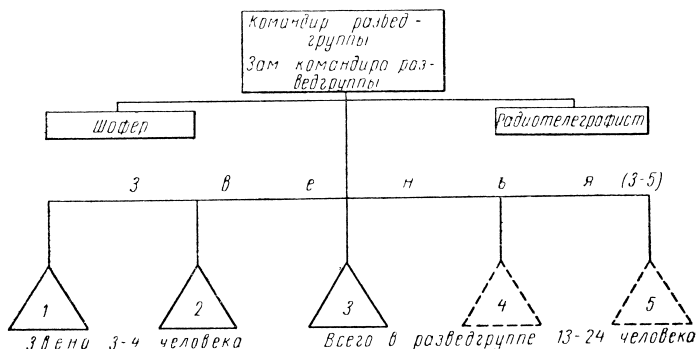 Командир развед-
группы
Зам командира раз-
ведгруппы
Шофер
Радиотелеграфист
Звенья (3-5)
1 2 3 4 5
Звено 3-4 человека Всего в разведгруппе 13-24 человека